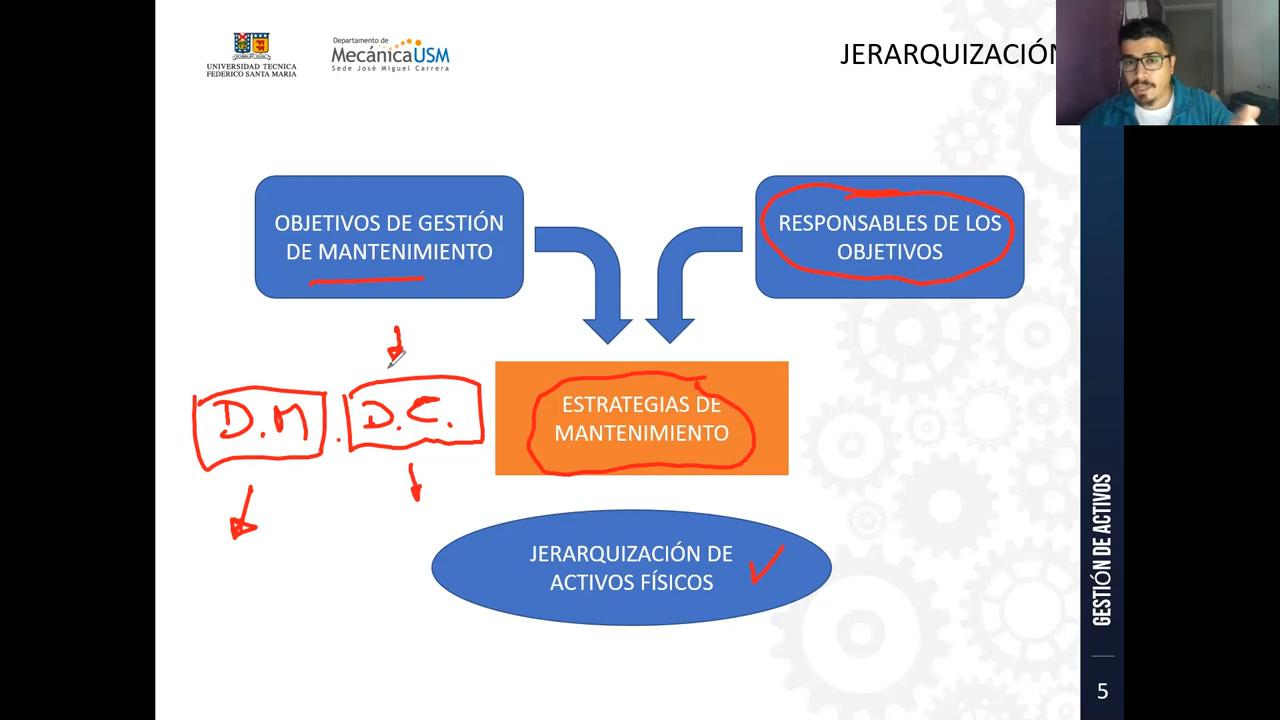 UNIVERSIDAD TECNICA
FEDERICO SANTA MARIA
Departamento de
MecánicaUSM
Sede José Miguel Carrera
JERARQUIZACIÓN
OBJETIVOS DE GESTIÓN
DE MANTENIMIENTO
RESPONSABLES DE LOS
OBJETIVOS
D.M. D.C.
ESTRATEGIAS DE
MANTENIMIENTO
JERARQUIZACIÓN DE
ACTIVOS FÍSICOS
GESTIÓN DE ACTIVOS
5